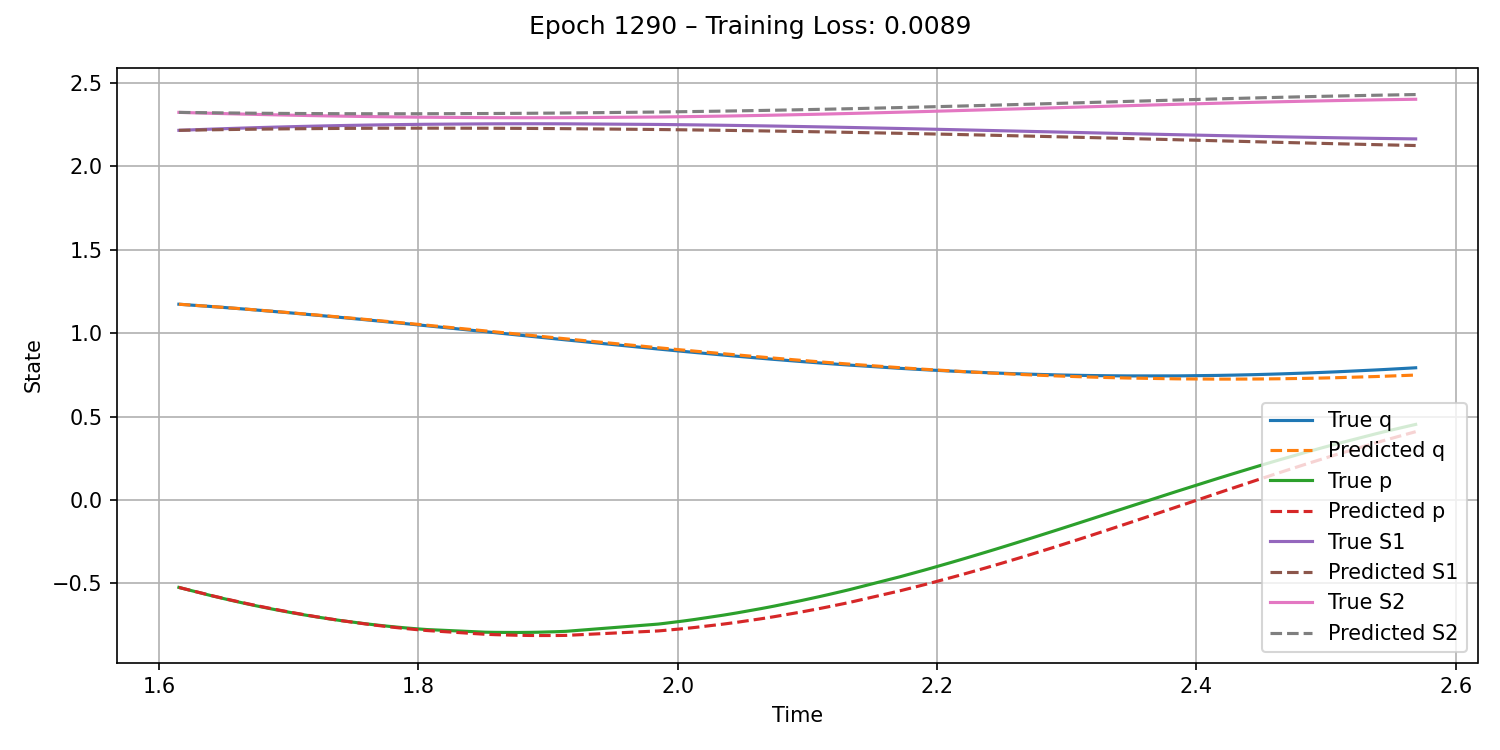 Epoch 1290 – Training Loss: 0.0089
State
2.5
2.0
1.5
1.0
0.5
0.0
−0.5
1.6
1.8
2.0
2.2
2.4
2.6
Time
True q
Predicted q
True p
Predicted p
True S1
Predicted S1
True S2
Predicted S2